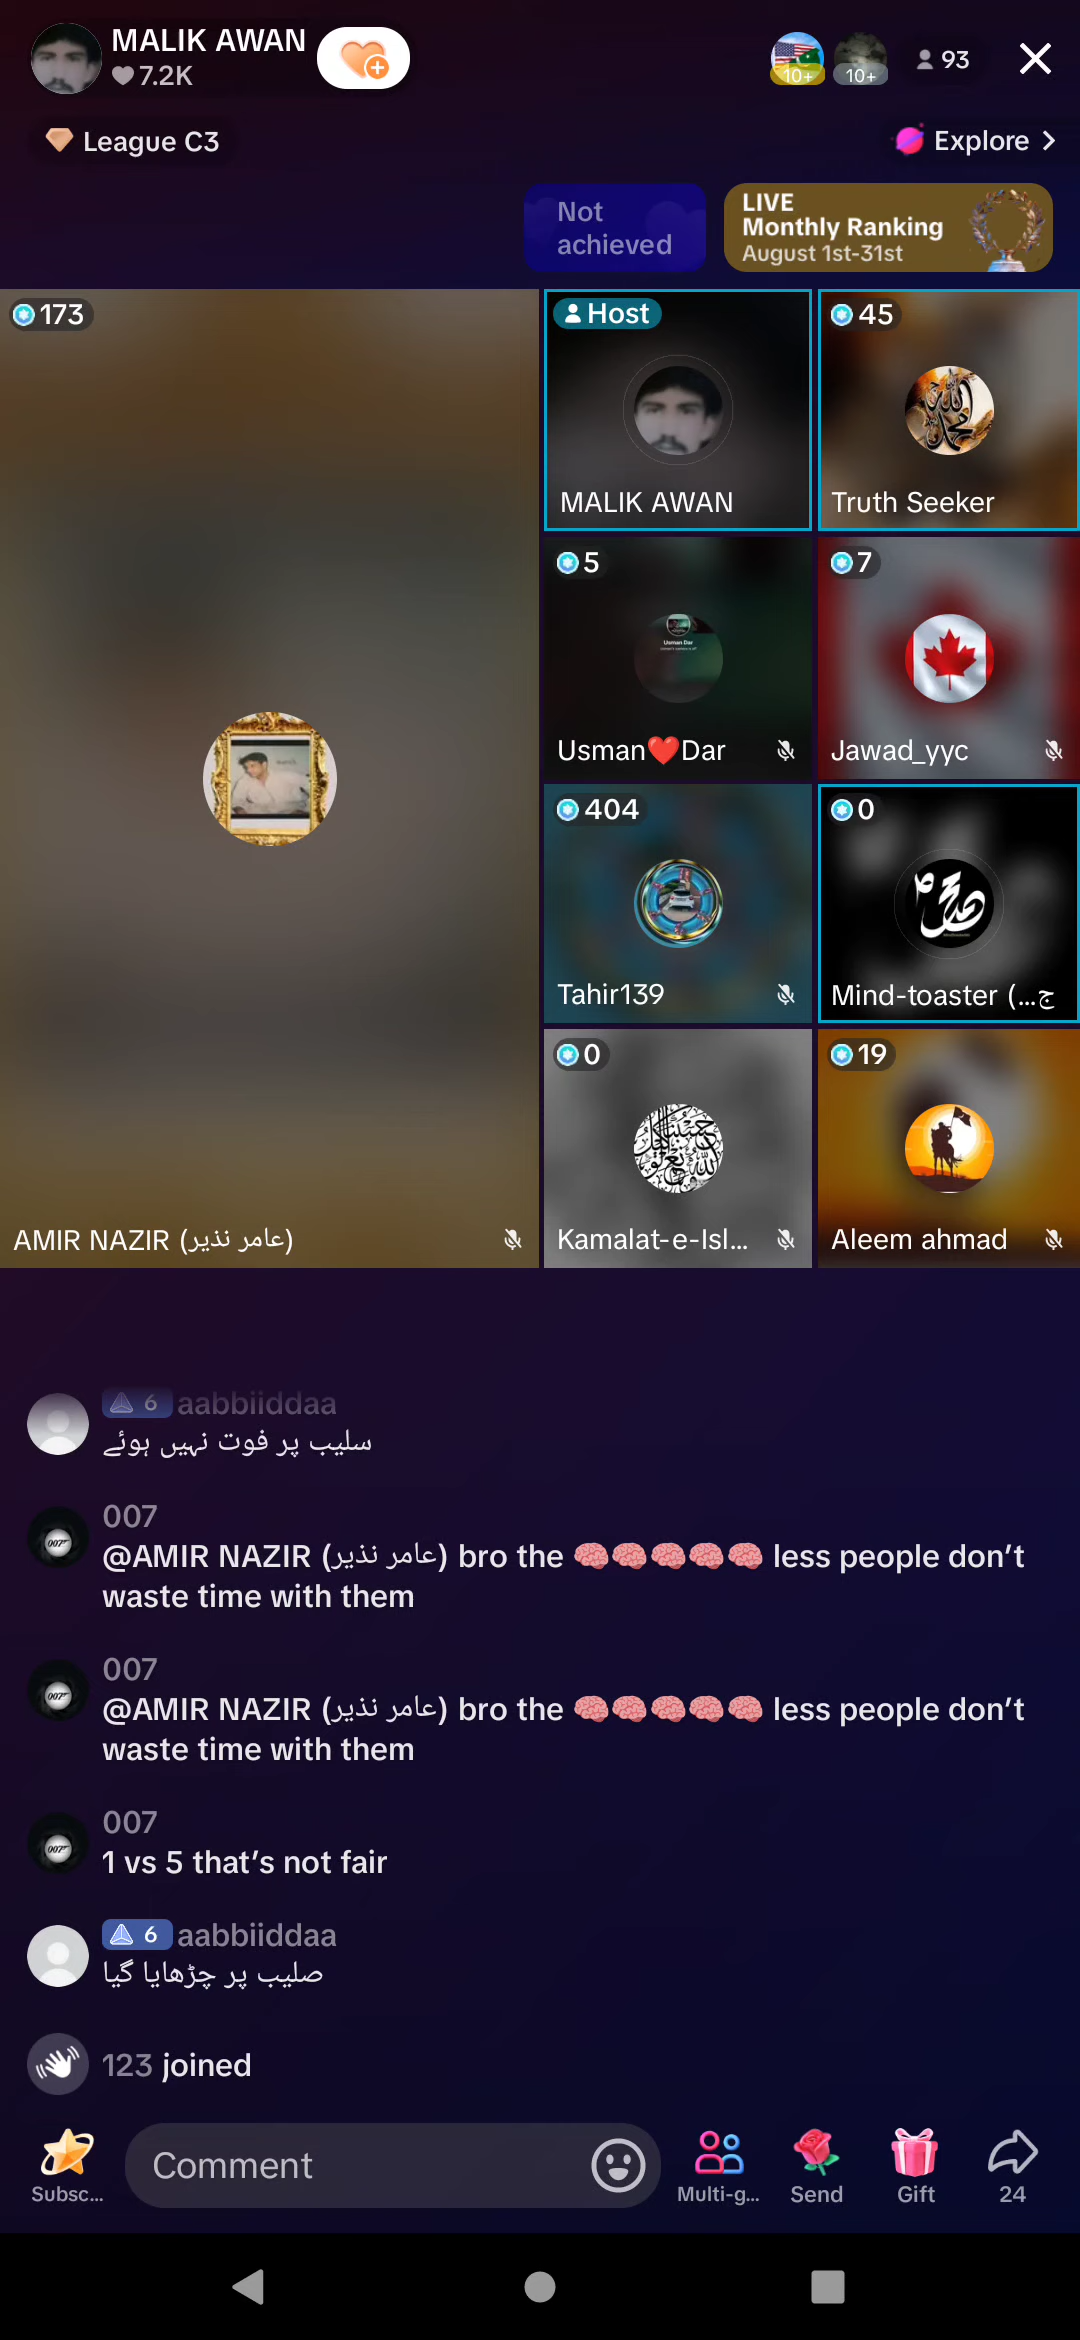 MALIK AWAN
7.2K
10+
10+
93
League C3
Explore
Not
achieved
LIVE
Monthly Ranking
August 1st-31st
173
Host
45
MALIK AWAN
Truth Seeker
5
7
Usman❤️Dar
Jawad_yyc
404
0
Tahir139
Mind-toaster (...ج
0
19
AMIR NAZIR (عامر نذیر)
Kamalat-e-Isl...
Aleem ahmad
6 aabbiiddaa
سلیب پر فوت نہیں ہوئے
007
@AMIR NAZIR (عامر نذیر) bro the 🧠🧠🧠🧠🧠 less people don’t
waste time with them
007
@AMIR NAZIR (عامر نذیر) bro the 🧠🧠🧠🧠🧠 less people don’t
waste time with them
007
1 vs 5 that’s not fair
6 aabbiiddaa
صلیب پر چڑھایا گیا
123 joined
Comment
Subsc...
Multi-g...
Send
Gift
24